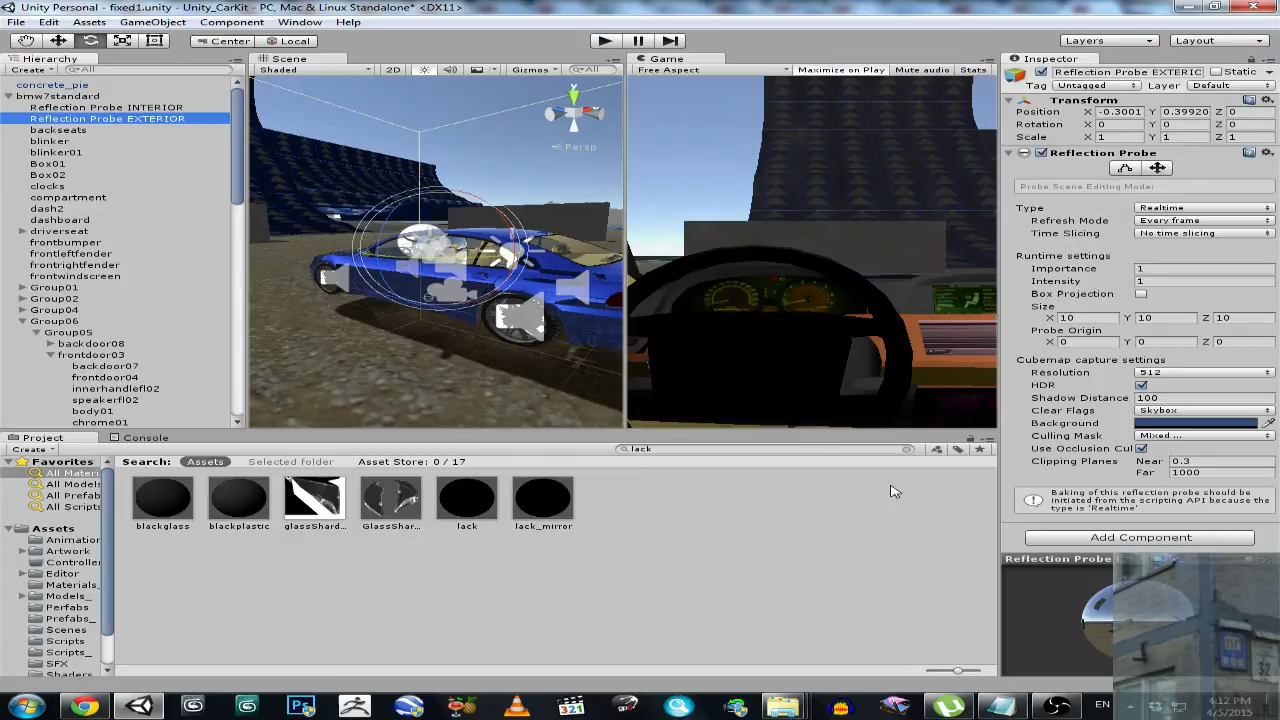 Unity Personal - fixed1.unity - Unity_CarKit - PC, Mac & Linux Standalone* <DX11>
File Edit Assets GameObject Component Window Help
Center Local Layers Layout
Hierarchy
Create All
concrete_pie
bmw7standard
Reflection Probe INTERIOR
Reflection Probe EXTERIOR
backseats
blinker
blinker01
Box01
Box02
clocks
compartment
dash2
dashboard
driverseat
frontbumper
frontleftfender
frontrightfender
frontwindscreen
Group01
Group02
Group04
Group06
Group05
backdoor08
frontdoor03
backdoor07
frontdoor04
innerhandlefl02
speakerfl02
body01
chrome01
Scene
Shaded 2D Gizmos All
y
Persp
Game
Free Aspect Maximize on Play Mute audio Stats
Inspector
Reflection Probe EXTERIC Static
Tag Untagged Layer Default
Transform
Position X -0.3001 Y 0.39920 Z 0
Rotation X 0 Y 0 Z 0
Scale X 1 Y 1 Z 1
Reflection Probe
Probe Scene Editing Mode:
Type Realtime
Refresh Mode Every frame
Time Slicing No time slicing
Runtime settings
Importance 1
Intensity 1
Box Projection
Size
X 10 Y 10 Z 10
Probe Origin
X 0 Y 0 Z 0
Cubemap capture settings
Resolution 512
HDR
Shadow Distance 100
Clear Flags Skybox
Background
Culling Mask Mixed ...
Use Occlusion Cul
Clipping Planes Near 0.3
Far 1000
Baking of this reflection probe should be
initiated from the scripting API because the
type is 'Realtime'
Add Component
Reflection Probe
Project Console
Create lack
Favorites
All Materi
All Models
All Prefab
All Scripts
Assets
Animation
Artwork
Controller
Editor
Materials_
Models_
Perfabs
Prefabs_
Scenes
Scripts
Scripts_
SFX
Shaders
Search: Assets Selected folder Asset Store: 0 / 17
blackglass blackplastic glassShard... GlassShar... lack lack_mirror
32
EN
4:12 PM
4/5/2015